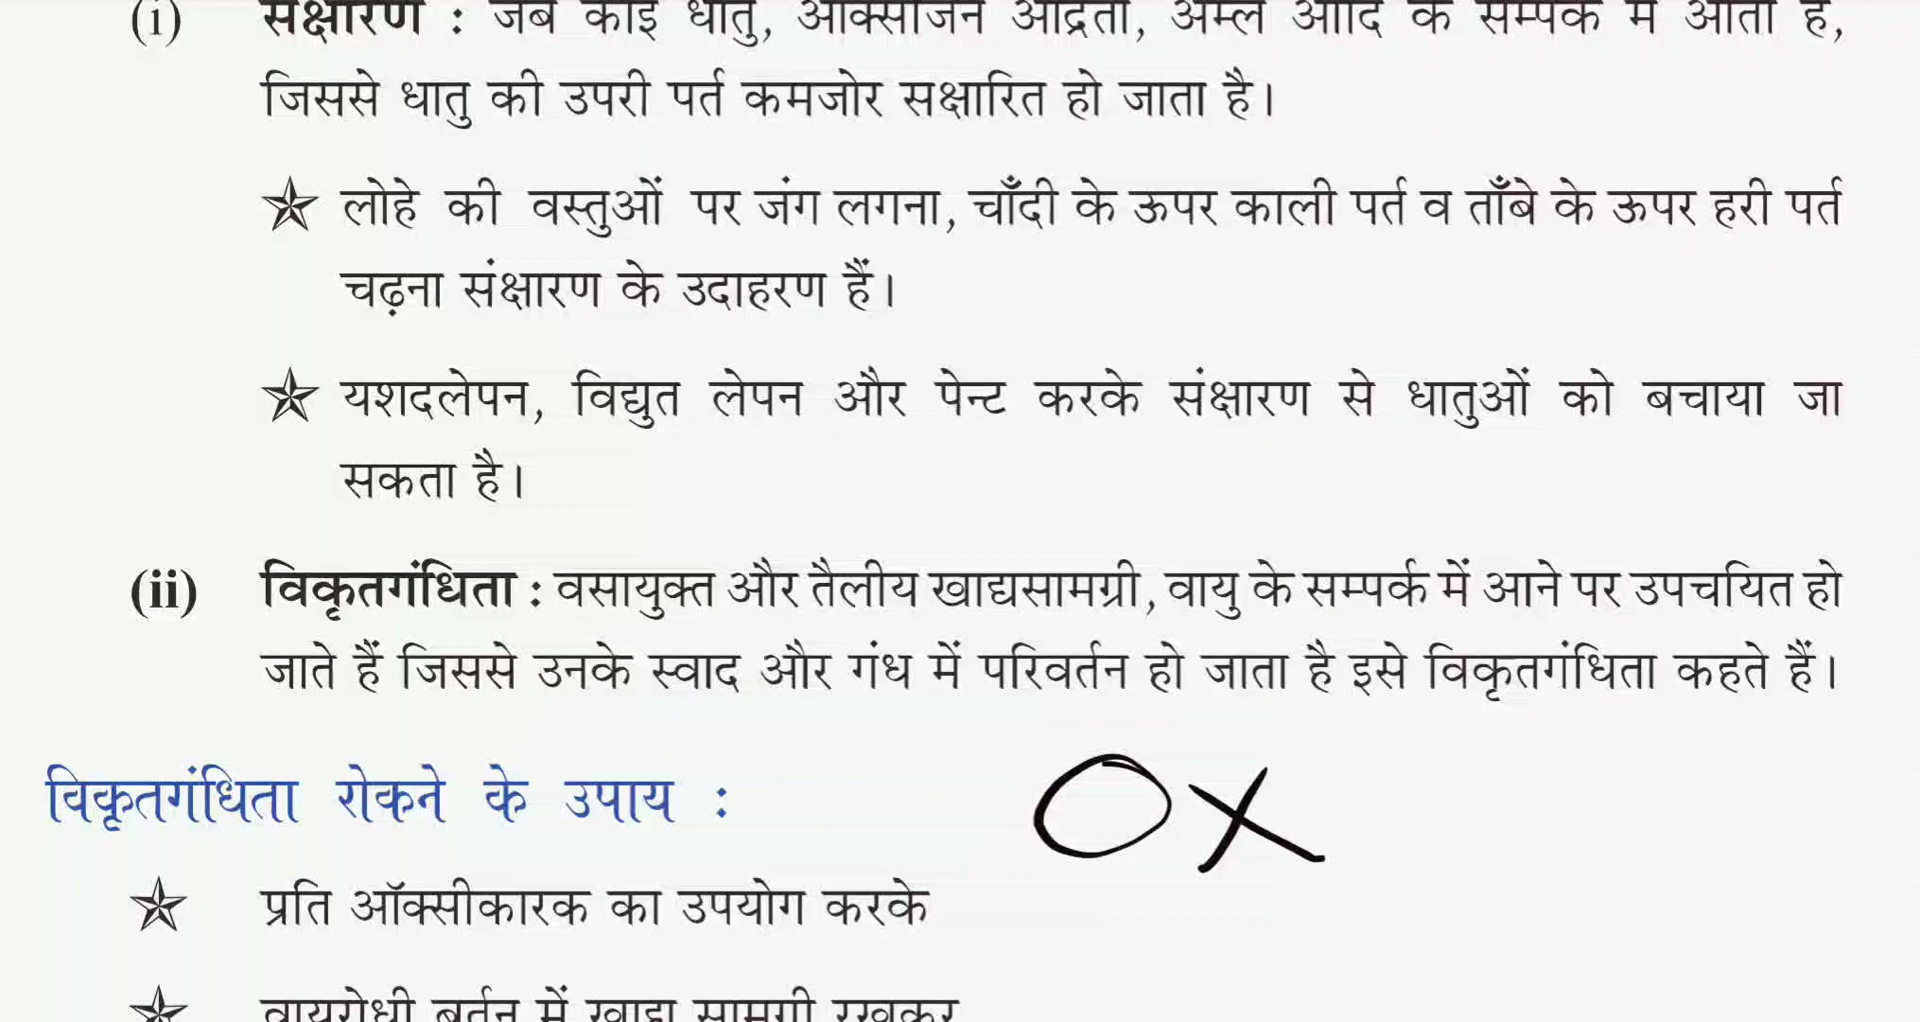 (i) संक्षारण : जब कोई धातु, ऑक्सीजन आर्द्रता, अम्ल आदि के सम्पर्क में आती है,
जिससे धातु की उपरी पर्त कमजोर सक्षारित हो जाता है।
☆ लोहे की वस्तुओं पर जंग लगना, चाँदी के ऊपर काली पर्त व ताँबे के ऊपर हरी पर्त
चढ़ना संक्षारण के उदाहरण हैं।
☆ यशदलेपन, विद्युत लेपन और पेन्ट करके संक्षारण से धातुओं को बचाया जा
सकता है।
(ii) विकृतगंधिता : वसायुक्त और तैलीय खाद्यसामग्री, वायु के सम्पर्क में आने पर उपचयित हो
जाते हैं जिससे उनके स्वाद और गंध में परिवर्तन हो जाता है इसे विकृतगंधिता कहते हैं।
विकृतगंधिता रोकने के उपाय :
OX
☆ प्रति ऑक्सीकारक का उपयोग करके
☆ वायुरोधी बर्तन में खाद्य सामग्री रखकर